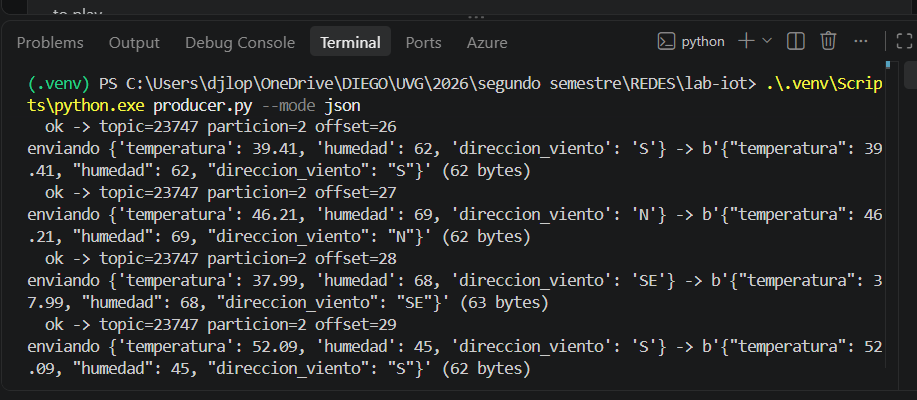 Problems Output Debug Console Terminal Ports Azure python
(.venv) PS C:\Users\djlop\OneDrive\DIEGO\UVG\2026\segundo semestre\REDES\lab-iot> .\.venv\Scrip
ts\python.exe producer.py --mode json
ok -> topic=23747 particion=2 offset=26
enviando {'temperatura': 39.41, 'humedad': 62, 'direccion_viento': 'S'} -> b'{"temperatura": 39
.41, "humedad": 62, "direccion_viento": "S"}' (62 bytes)
ok -> topic=23747 particion=2 offset=27
enviando {'temperatura': 46.21, 'humedad': 69, 'direccion_viento': 'N'} -> b'{"temperatura": 46
.21, "humedad": 69, "direccion_viento": "N"}' (62 bytes)
ok -> topic=23747 particion=2 offset=28
enviando {'temperatura': 37.99, 'humedad': 68, 'direccion_viento': 'SE'} -> b'{"temperatura": 3
7.99, "humedad": 68, "direccion_viento": "SE"}' (63 bytes)
ok -> topic=23747 particion=2 offset=29
enviando {'temperatura': 52.09, 'humedad': 45, 'direccion_viento': 'S'} -> b'{"temperatura": 52
.09, "humedad": 45, "direccion_viento": "S"}' (62 bytes)